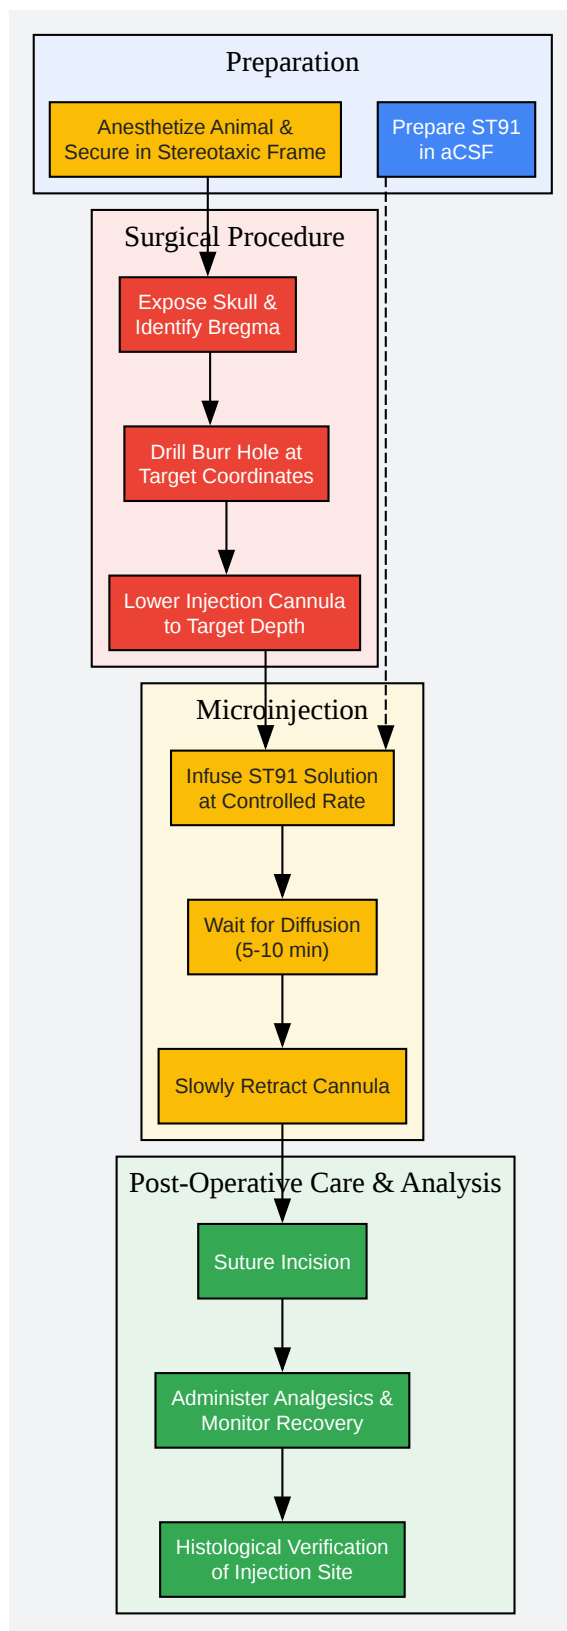 Preparation
Anesthetize Animal &
Secure in Stereotaxic Frame
Prepare ST91
in aCSF
Surgical Procedure
Expose Skull &
Identify Bregma
Drill Burr Hole at
Target Coordinates
Lower Injection Cannula
to Target Depth
Microinjection
Infuse ST91 Solution
at Controlled Rate
Wait for Diffusion
(5-10 min)
Slowly Retract Cannula
Post-Operative Care & Analysis
Suture Incision
Administer Analgesics &
Monitor Recovery
Histological Verification
of Injection Site